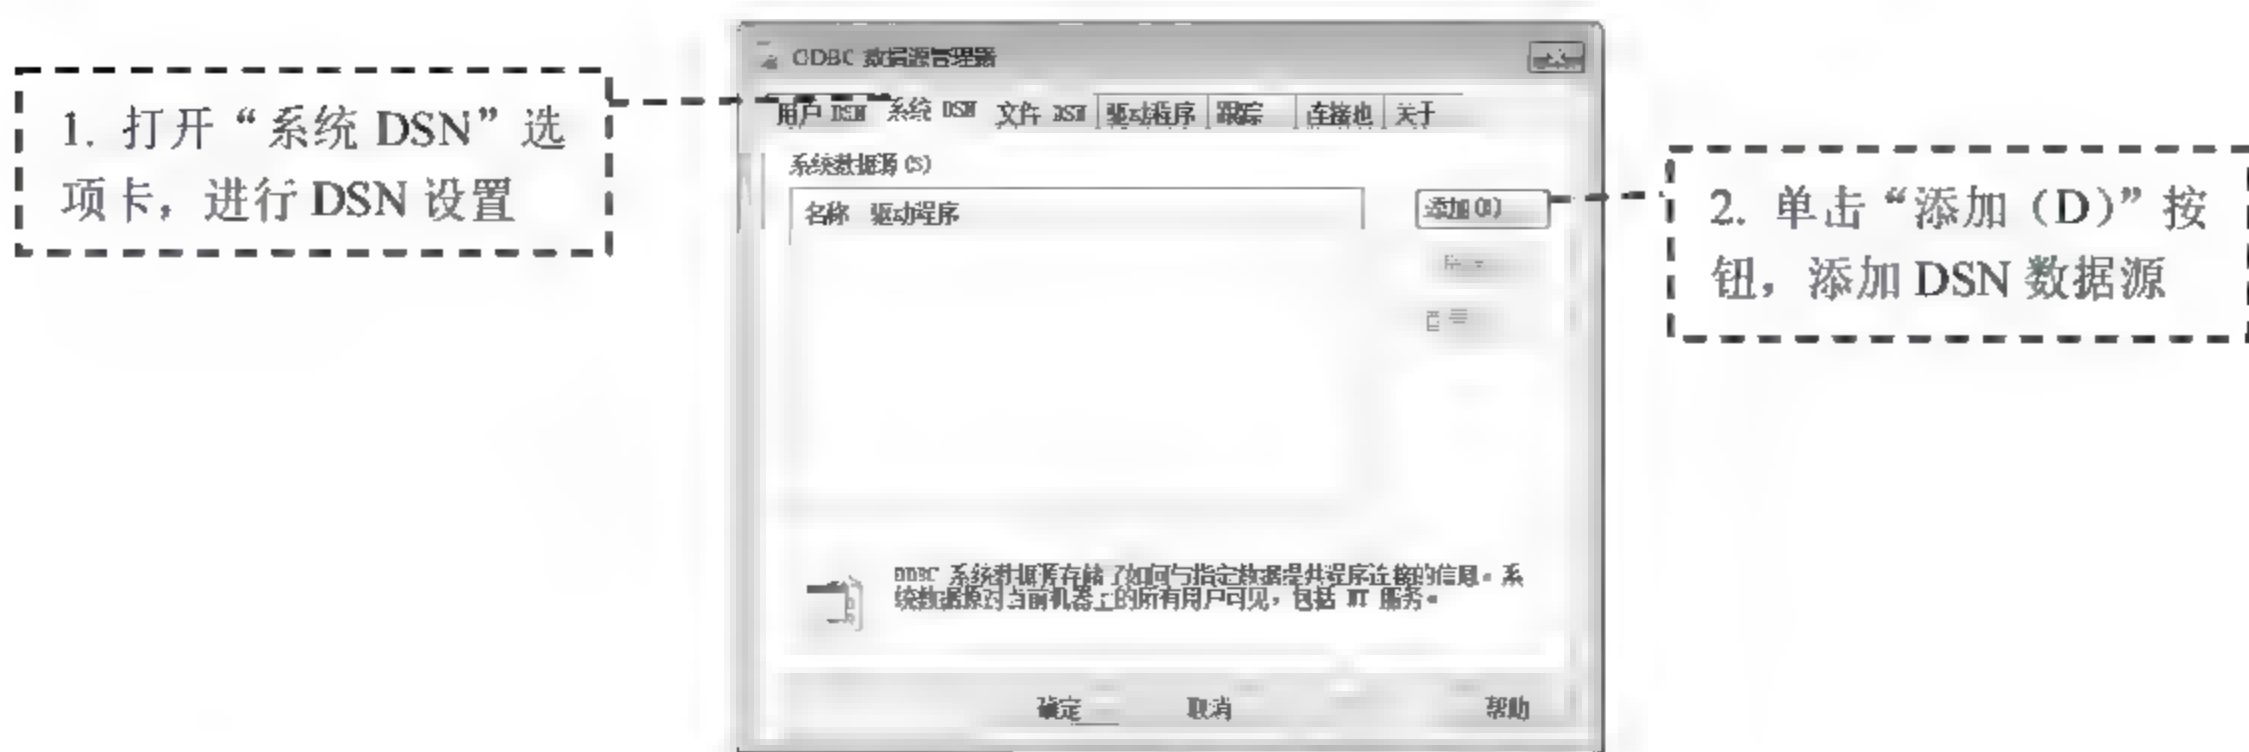 1. 打开“系统 DSN”选
项卡，进行 DSN 设置
ODBC 数据源管理器
用户 DSN 系统 DSN 文件 DSN 驱动程序 跟踪 连接池 关于
系统数据源(S)
名称 驱动程序
添加(D)
2. 单击“添加（D）”按
钮，添加 DSN 数据源
ODBC 系统数据源存储了如何与指定数据提供程序连接的信息。系
统数据源对当前机器上的所有用户可见，包括 NT 服务。
确定 取消 帮助